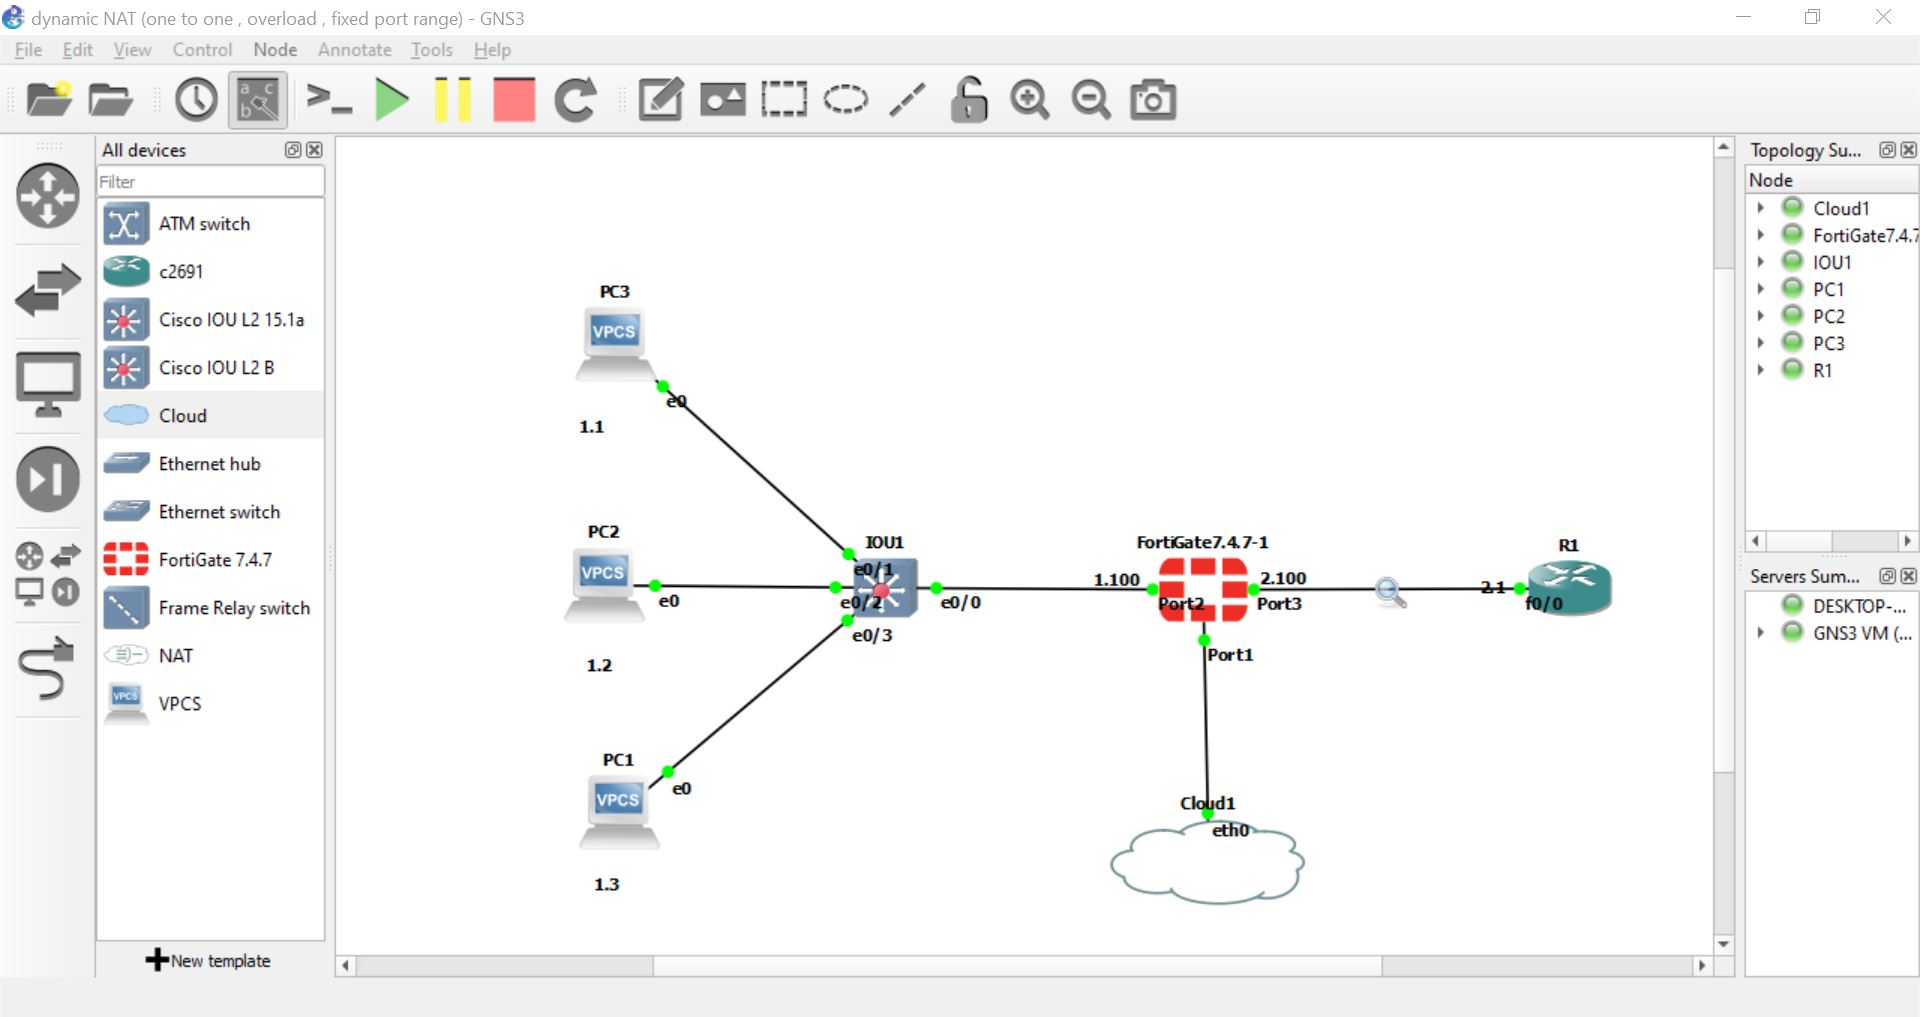 dynamic NAT (one to one , overload , fixed port range) - GNS3
File Edit View Control Node Annotate Tools Help
All devices
Filter
ATM switch
c2691
Cisco IOU L2 15.1a
Cisco IOU L2 B
Cloud
Ethernet hub
Ethernet switch
FortiGate 7.4.7
Frame Relay switch
NAT
VPCS
VPCS
New template
PC3
VPCS
e0
1.1
PC2
VPCS
e0
1.2
PC1
VPCS
e0
1.3
IOU1
e0/1
e0/2
e0/0
e0/3
FortiGate7.4.7-1
1.100
Port2
2.100
Port3
Port1
R1
2.1
f0/0
Cloud1
eth0
Topology Su...
Node
Cloud1
FortiGate7.4.7
IOU1
PC1
PC2
PC3
R1
Servers Sum...
DESKTOP-...
GNS3 VM (...